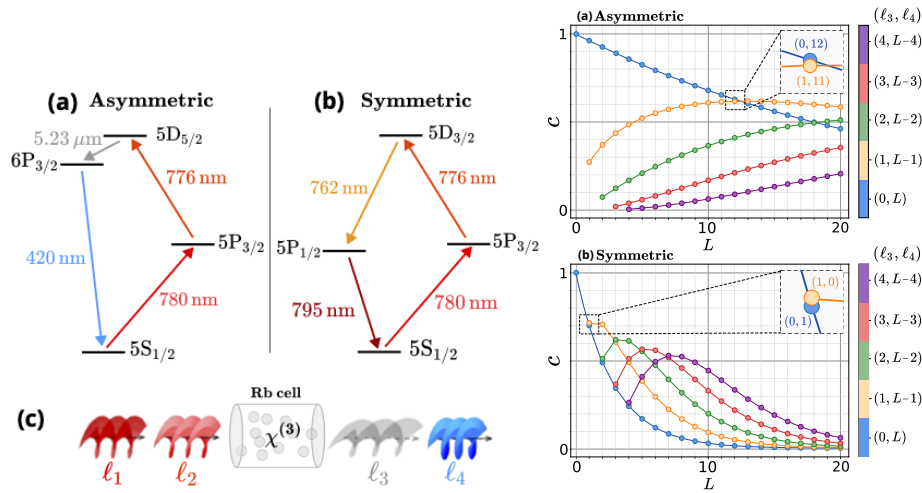 (a) Asymmetric
5.23 μm
5D5/2
6P3/2
776 nm
5P3/2
420 nm
780 nm
5S1/2
(b) Symmetric
5D3/2
762 nm
776 nm
5P1/2
5P3/2
795 nm
780 nm
5S1/2
(c)
Rb cell
χ(3)
ℓ1
ℓ2
ℓ3
ℓ4
(a) Asymmetric
1
0
C
(0, 12)
(1, 11)
0
10
20
L
(ℓ3, ℓ4)
(4, L−4)
(3, L−3)
(2, L−2)
(1, L−1)
(0, L)
(b) Symmetric
1
0
C
(1, 0)
(0, 1)
0
10
20
L
(ℓ3, ℓ4)
(4, L−4)
(3, L−3)
(2, L−2)
(1, L−1)
(0, L)